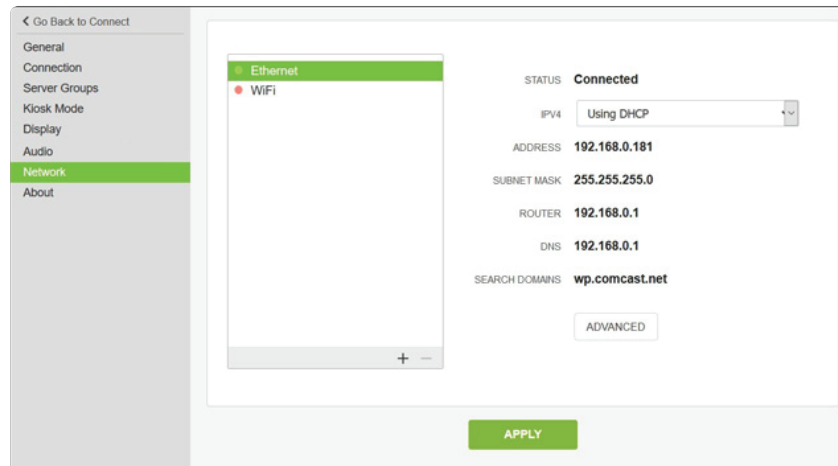 Go Back to Connect
General
Connection
Server Groups
Kiosk Mode
Display
Audio
Network
About
Ethernet
WiFi
STATUS Connected
IPV4 Using DHCP
ADDRESS 192.168.0.181
SUBNET MASK 255.255.255.0
ROUTER 192.168.0.1
DNS 192.168.0.1
SEARCH DOMAINS wp.comcast.net
ADVANCED
APPLY